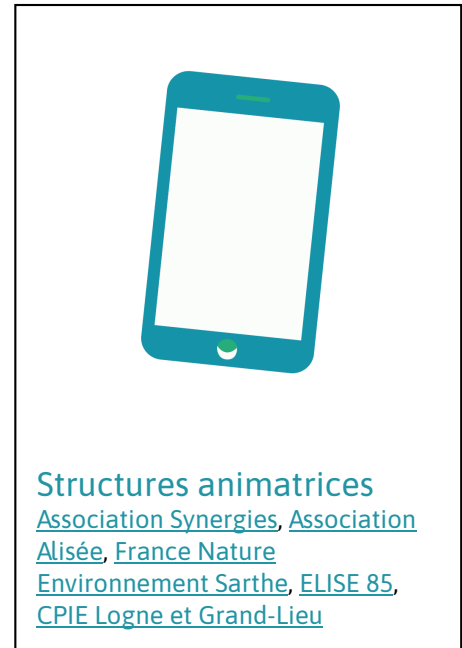 Structures animatrices
Association Synergies, Association
Alisée, France Nature
Environnement Sarthe, ELISE 85,
CPIE Logne et Grand-Lieu